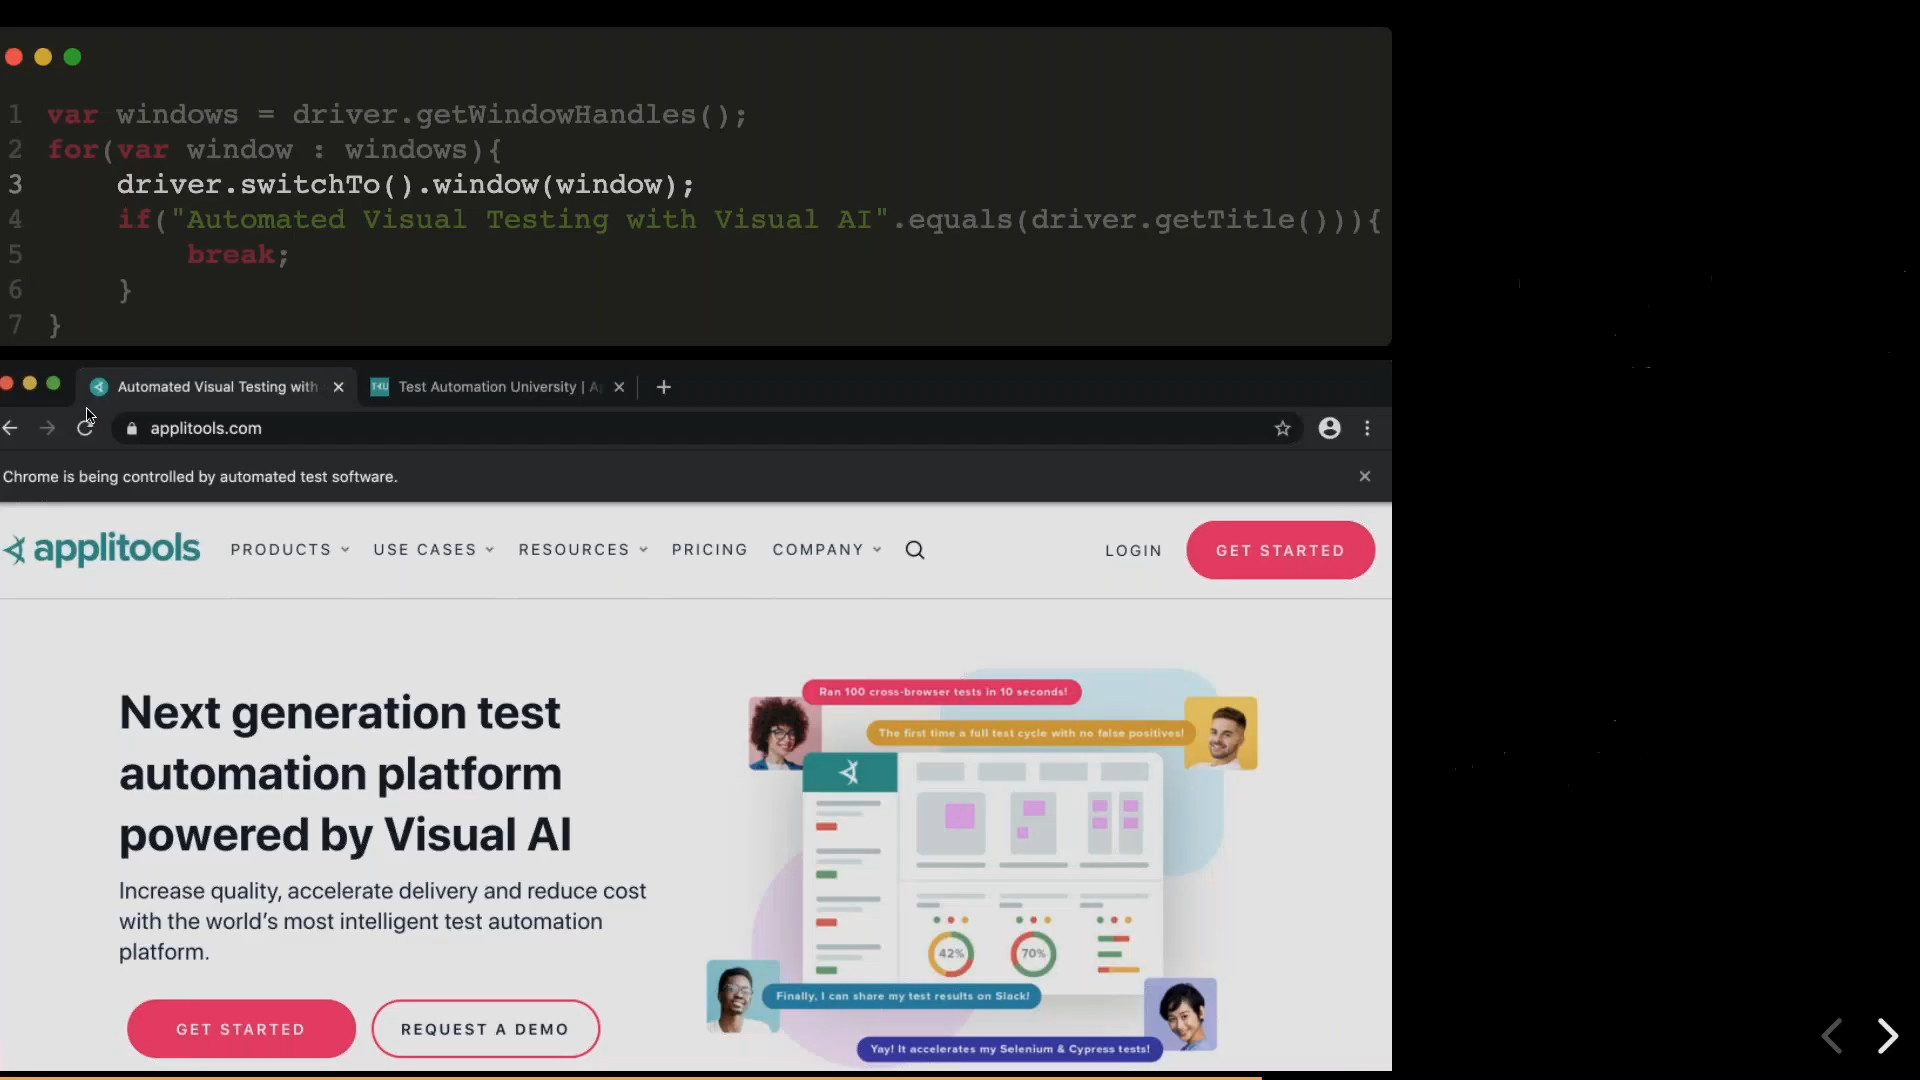 1 var windows = driver.getWindowHandles();
2 for(var window : windows){
3 driver.switchTo().window(window);
4 if("Automated Visual Testing with Visual AI".equals(driver.getTitle())){
5 break;
6 }
7 }
Automated Visual Testing with
T4U Test Automation University | A
applitools.com
Chrome is being controlled by automated test software.
applitools PRODUCTS USE CASES RESOURCES PRICING COMPANY LOGIN GET STARTED
Next generation test
automation platform
powered by Visual AI
Increase quality, accelerate delivery and reduce cost
with the world's most intelligent test automation
platform.
GET STARTED REQUEST A DEMO
Ran 100 cross-browser tests in 10 seconds!
The first time a full test cycle with no false positives!
42% 70%
Finally, I can share my test results on Slack!
Yay! It accelerates my Selenium & Cypress tests!